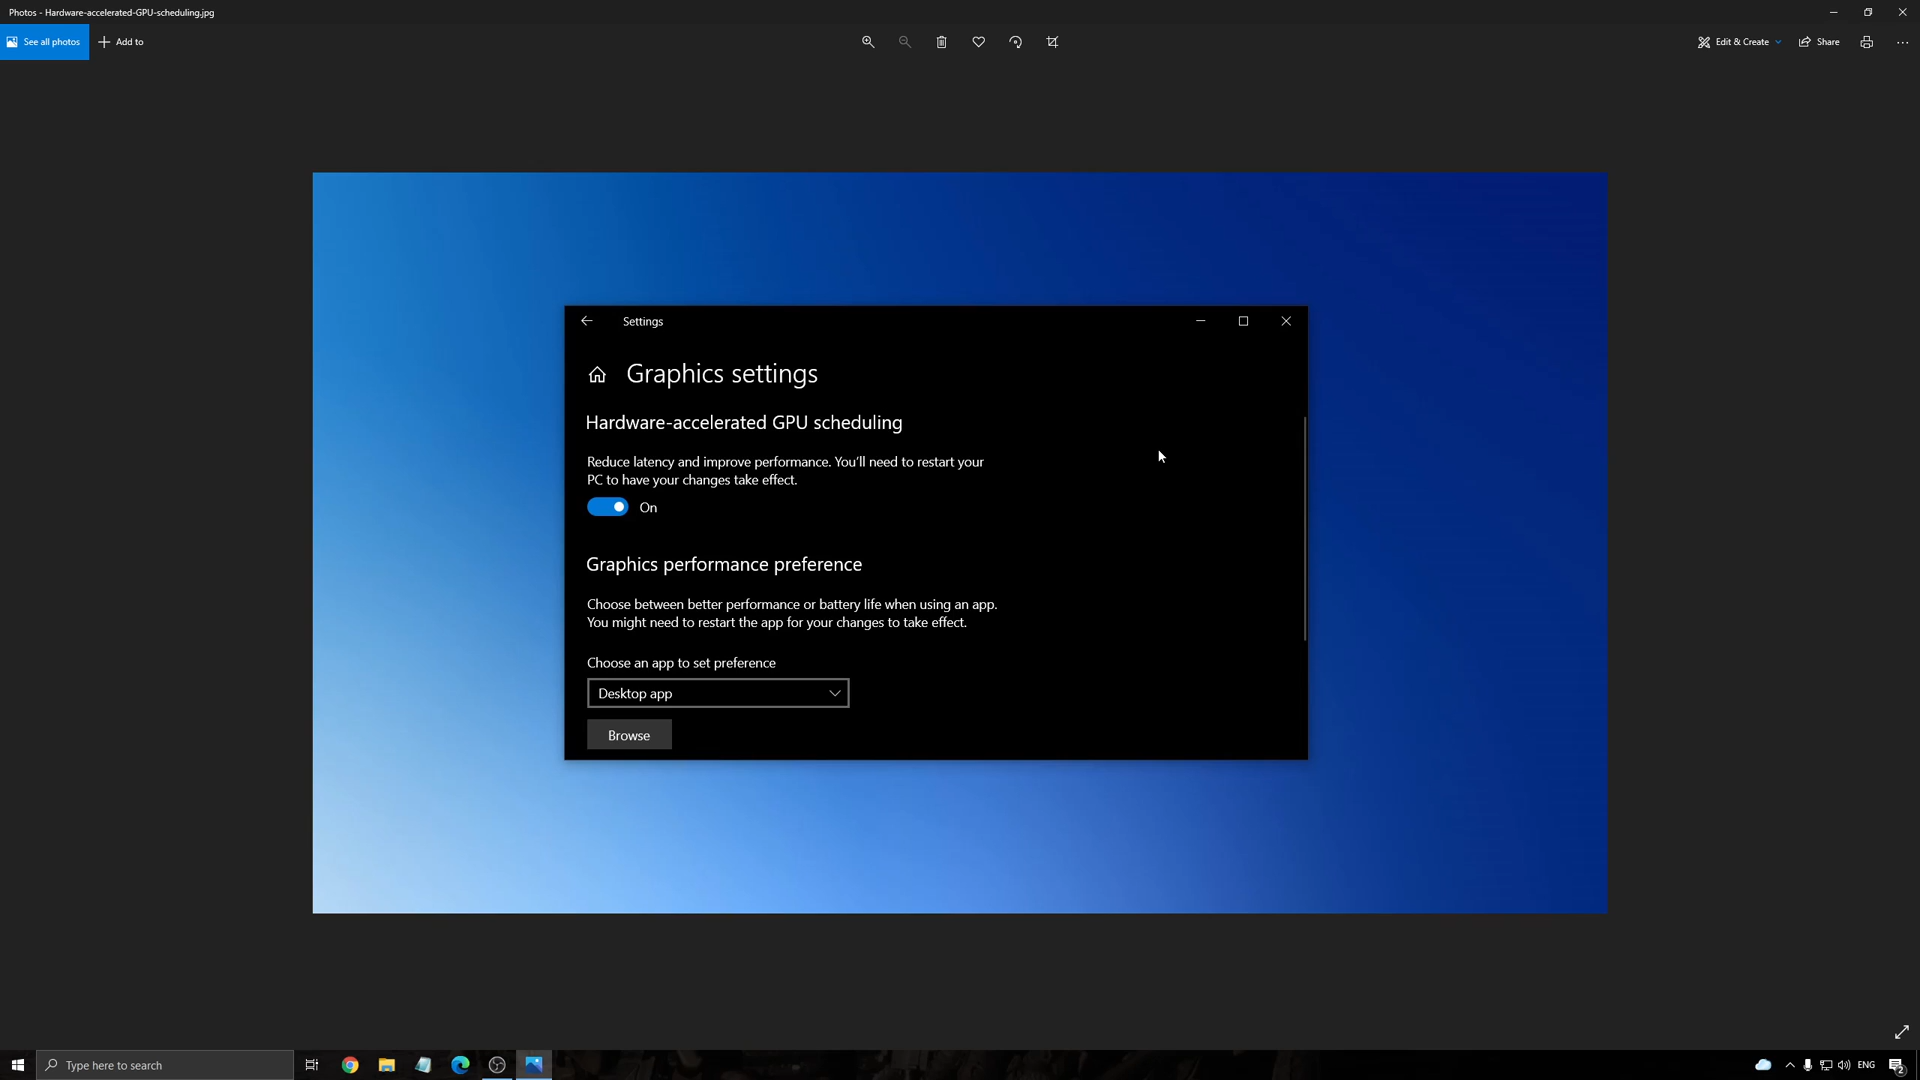 Photos - Hardware-accelerated-GPU-scheduling.jpg
See all photos
Add to
Edit & Create
Share
Settings
Graphics settings
Hardware-accelerated GPU scheduling
Reduce latency and improve performance. You'll need to restart your
PC to have your changes take effect.
On
Graphics performance preference
Choose between better performance or battery life when using an app.
You might need to restart the app for your changes to take effect.
Choose an app to set preference
Desktop app
Browse
Type here to search
ENG
2